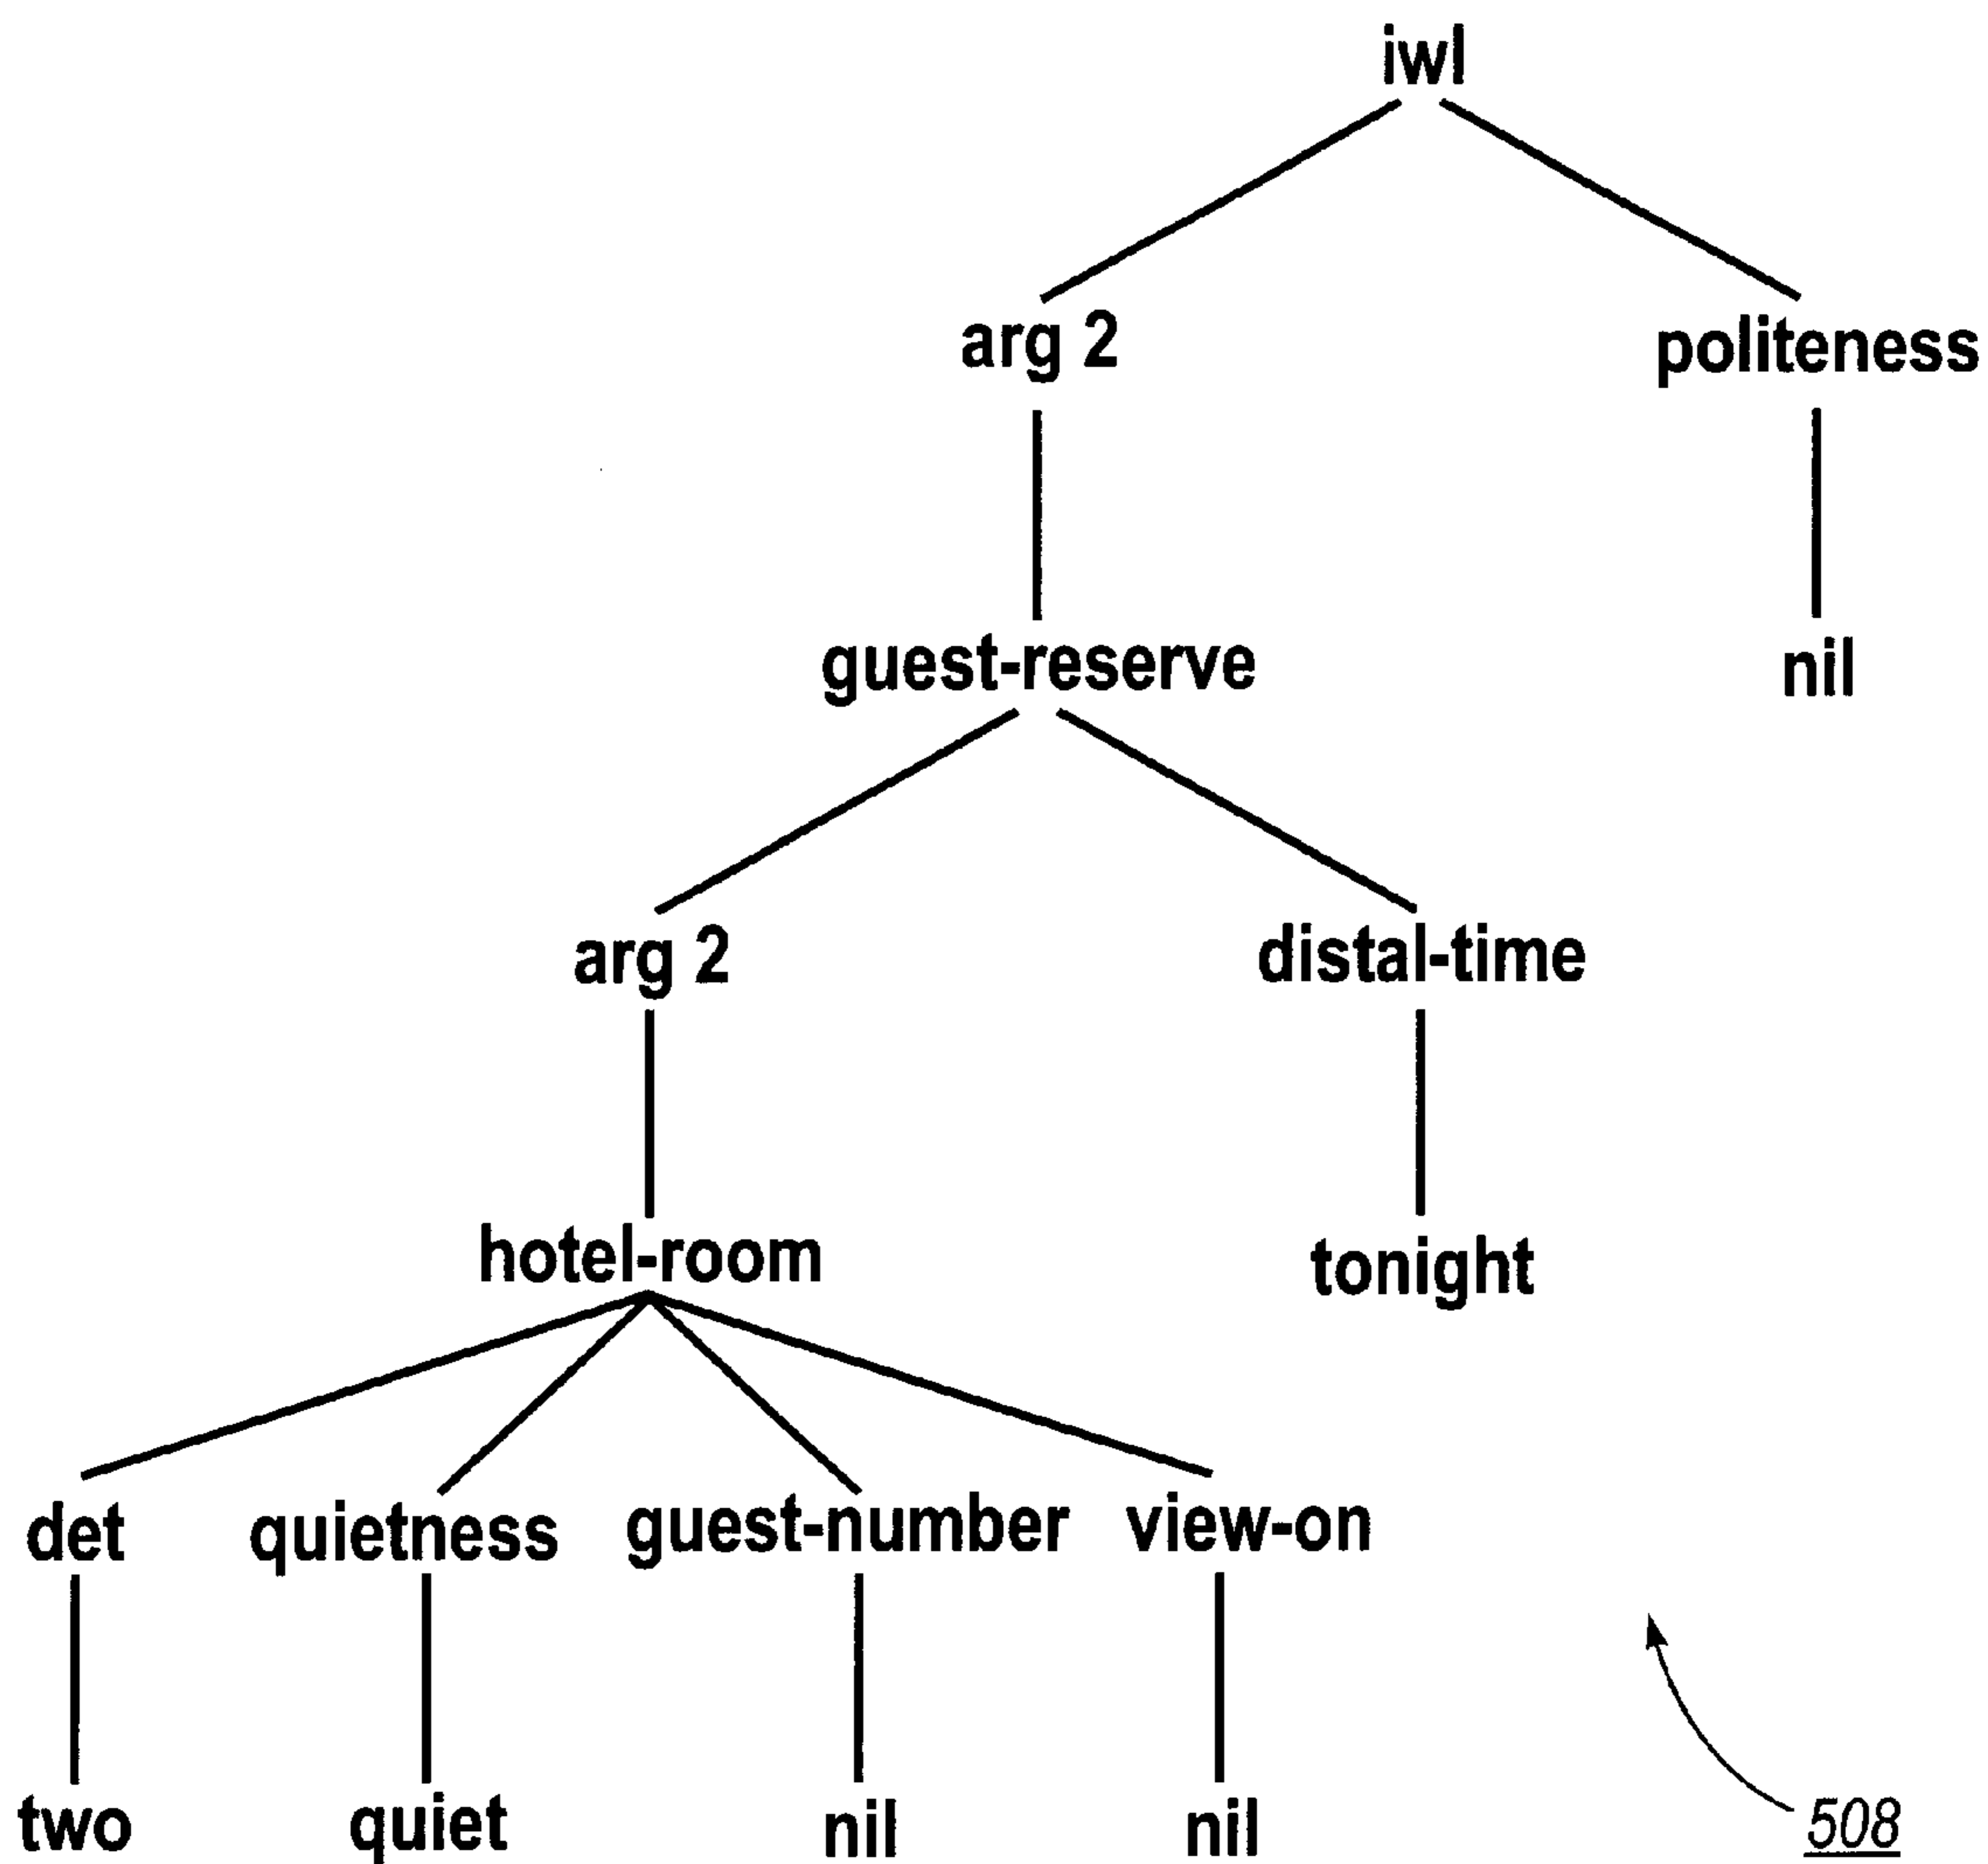 iwl
arg 2 politeness
guest-reserve nil
arg 2 distal-time
hotel-room tonight
det quietness guest-number view-on
two quiet nil nil 508